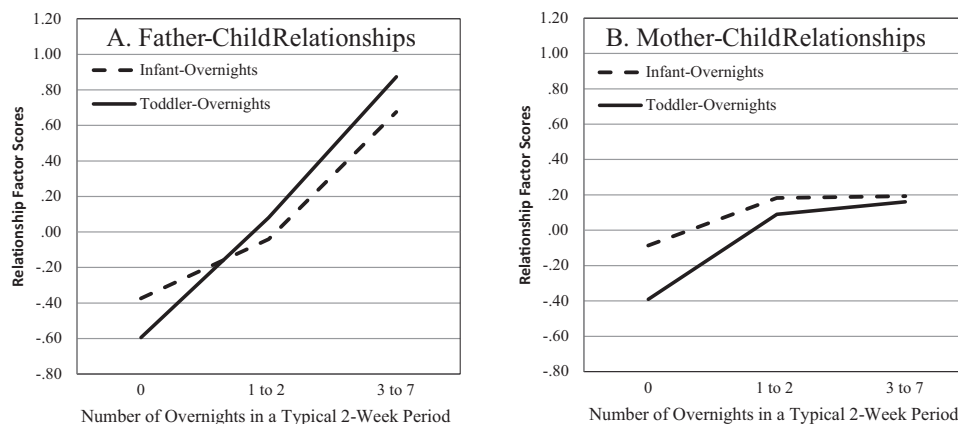 A. Father-ChildRelationships
Infant-Overnights
Toddler-Overnights
Relationship Factor Scores
1.20
1.00
.80
.60
.40
.20
.00
-.20
-.40
-.60
-.80
0
1 to 2
3 to 7
Number of Overnights in a Typical 2-Week Period
B. Mother-ChildRelationships
Infant-Overnights
Toddler-Overnights
Relationship Factor Scores
1.20
1.00
.80
.60
.40
.20
.00
-.20
-.40
-.60
-.80
0
1 to 2
3 to 7
Number of Overnights in a Typical 2-Week Period